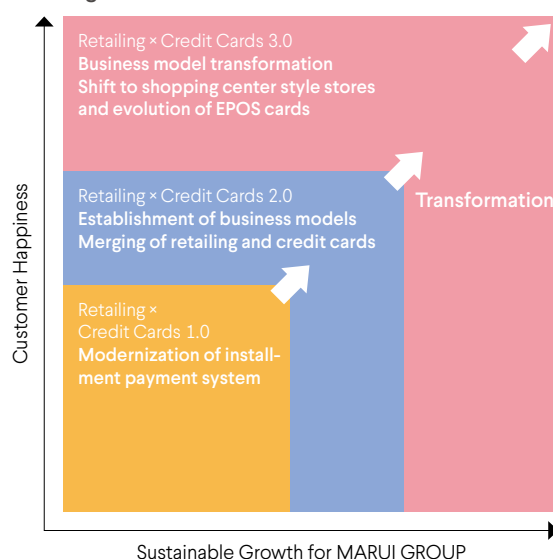 Retailing × Credit Cards 3.0
Business model transformation
Shift to shopping center style stores
and evolution of EPOS cards
Retailing × Credit Cards 2.0
Establishment of business models
Merging of retailing and credit cards
Transformation
Retailing ×
Credit Cards 1.0
Modernization of install-
ment payment system
Customer Happiness
Sustainable Growth for MARUI GROUP